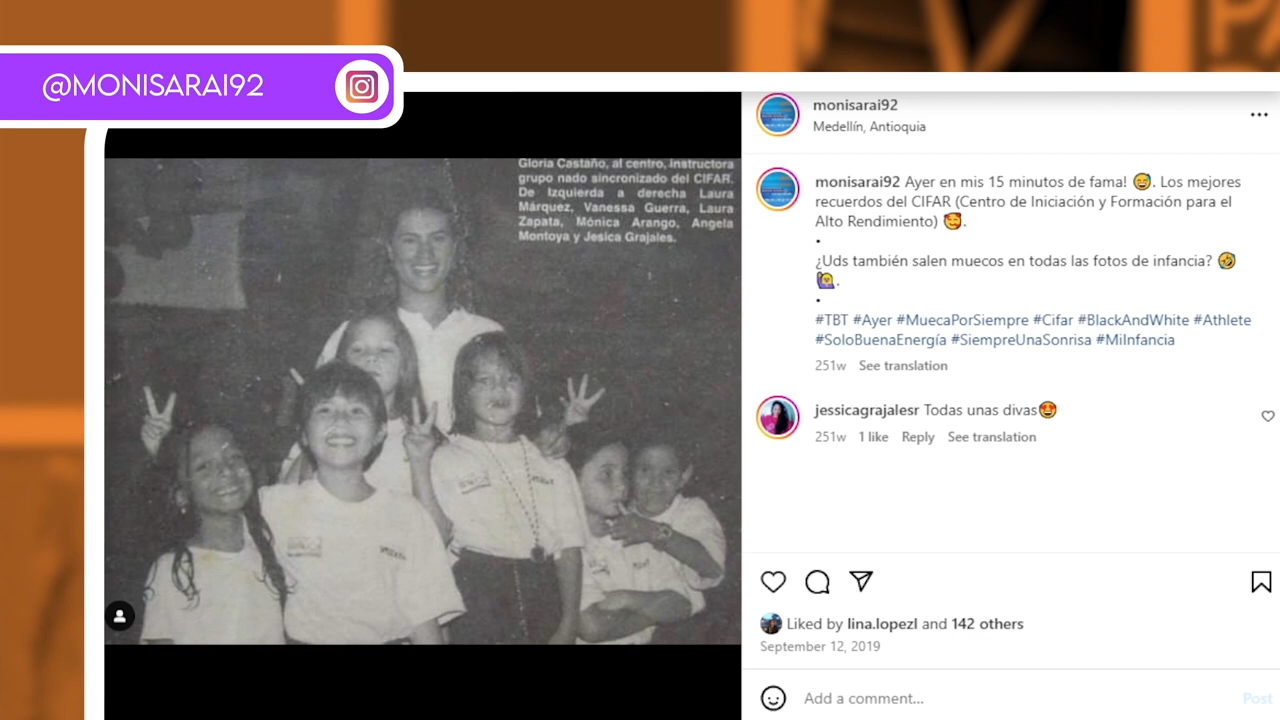 @MONISARAI92
monisarai92
Medellín, Antioquia
Gloria Castaño, al centro, instructora
grupo nado sincronizado del CIFAR.
De Izquierda a derecha Laura
Márquez, Vanessa Guerra, Laura
Zapata, Mónica Arango, Angela
Montoya y Jesica Grajales.
monisarai92 Ayer en mis 15 minutos de fama! 😅. Los mejores
recuerdos del CIFAR (Centro de Iniciación y Formación para el
Alto Rendimiento) 🥰.
.
¿Uds también salen muecos en todas las fotos de infancia? 🤣
🙋.
.
#TBT #Ayer #MuecaPorSiempre #Cifar #BlackAndWhite #Athlete
#SoloBuenaEnergía #SiempreUnaSonrisa #MiInfancia
251w See translation
jessicagrajalesr Todas unas divas😍
251w 1 like Reply See translation
Liked by lina.lopezl and 142 others
September 12, 2019
Add a comment...
Post